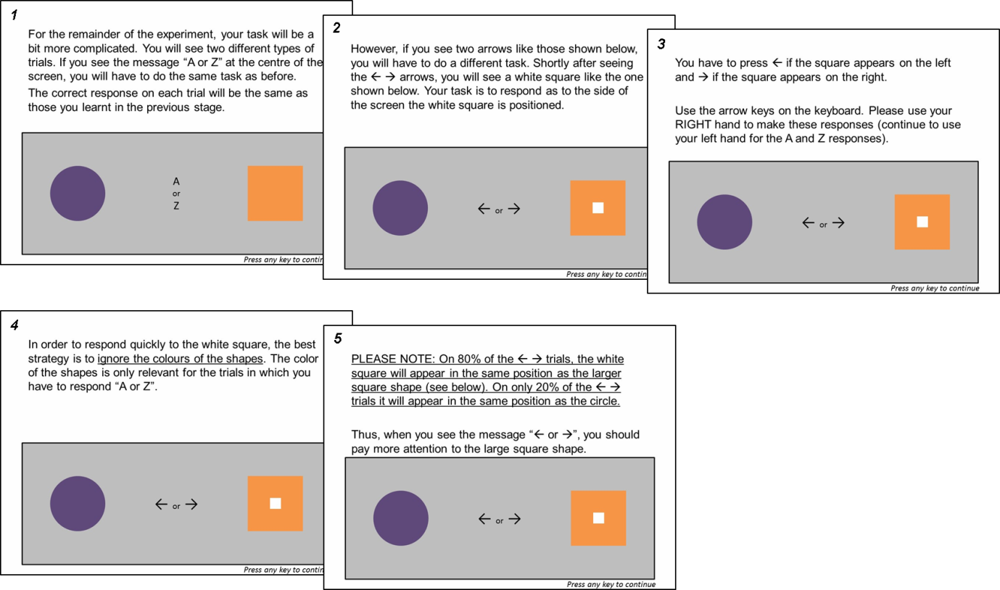 1
For the remainder of the experiment, your task will be a
bit more complicated. You will see two different types of
trials. If you see the message “A or Z” at the centre of the
screen, you will have to do the same task as before.
The correct response on each trial will be the same as
those you learnt in the previous stage.
A
or
Z
Press any key to contin
2
However, if you see two arrows like those shown below,
you will have to do a different task. Shortly after seeing
the ← → arrows, you will see a white square like the one
shown below. Your task is to respond as to the side of
the screen the white square is positioned.
← or →
Press any key to contin
3
You have to press ← if the square appears on the left
and → if the square appears on the right.
Use the arrow keys on the keyboard. Please use your
RIGHT hand to make these responses (continue to use
your left hand for the A and Z responses).
← or →
Press any key to continue
4
In order to respond quickly to the white square, the best
strategy is to ignore the colours of the shapes. The color
of the shapes is only relevant for the trials in which you
have to respond “A or Z”.
← or →
Press any key to contin
5
PLEASE NOTE: On 80% of the ← → trials, the white
square will appear in the same position as the larger
square shape (see below). On only 20% of the ← →
trials it will appear in the same position as the circle.
Thus, when you see the message “← or →”, you should
pay more attention to the large square shape.
← or →
Press any key to continue